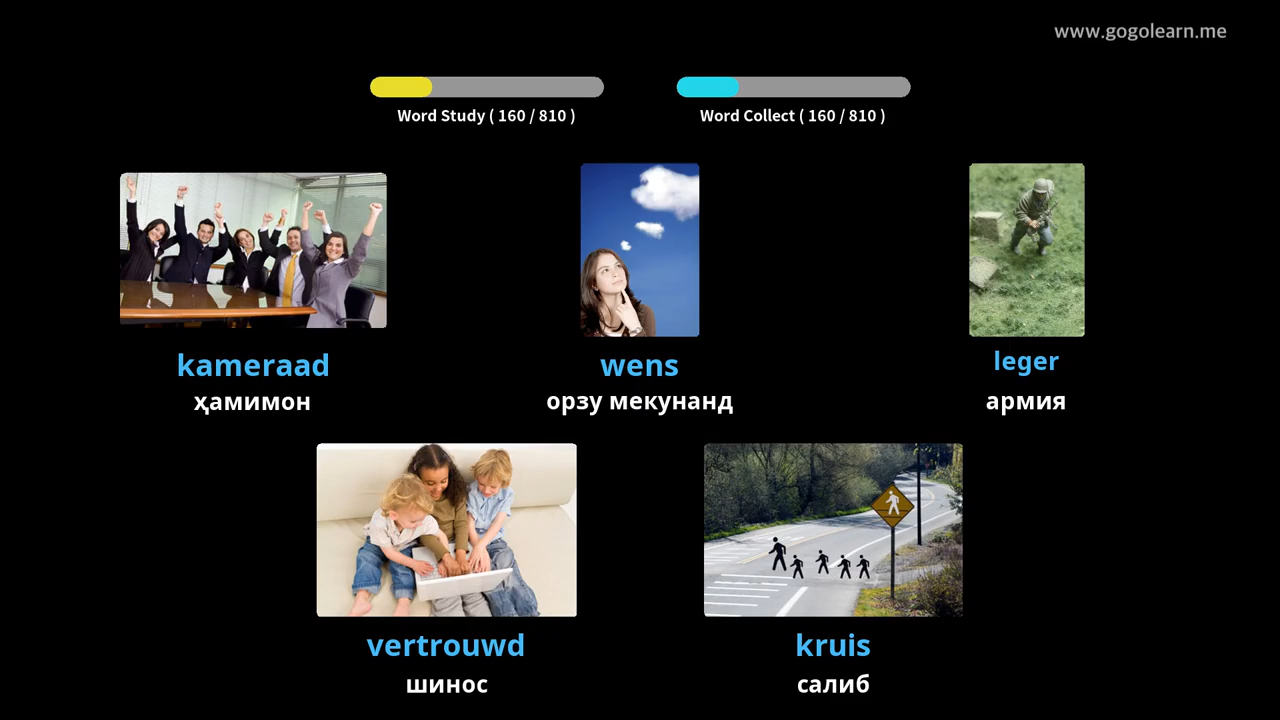 www.gogolearn.me
Word Study ( 160 / 810 )
Word Collect ( 160 / 810 )
kameraad
ҳамимон
wens
орзу мекунанд
leger
армия
vertrouwd
шинос
kruis
салиб